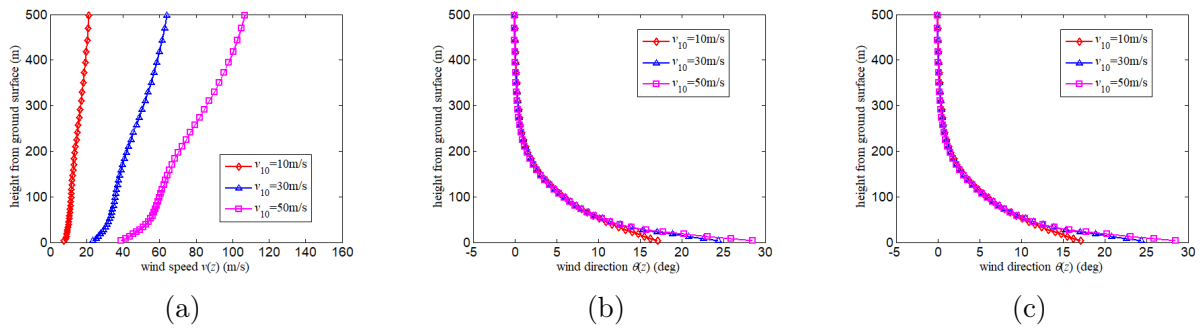 500
400
300
200
100
0
height from ground surface (m)
0 20 40 60 80 100 120 140 160
wind speed v(z) (m/s)
v10=10m/s
v10=30m/s
v10=50m/s
(a)
500
400
300
200
100
0
height from ground surface (m)
-5 0 5 10 15 20 25 30
wind direction θ(z) (deg)
v10=10m/s
v10=30m/s
v10=50m/s
(b)
500
400
300
200
100
0
height from ground surface (m)
-5 0 5 10 15 20 25 30
wind direction θ(z) (deg)
v10=10m/s
v10=30m/s
v10=50m/s
(c)